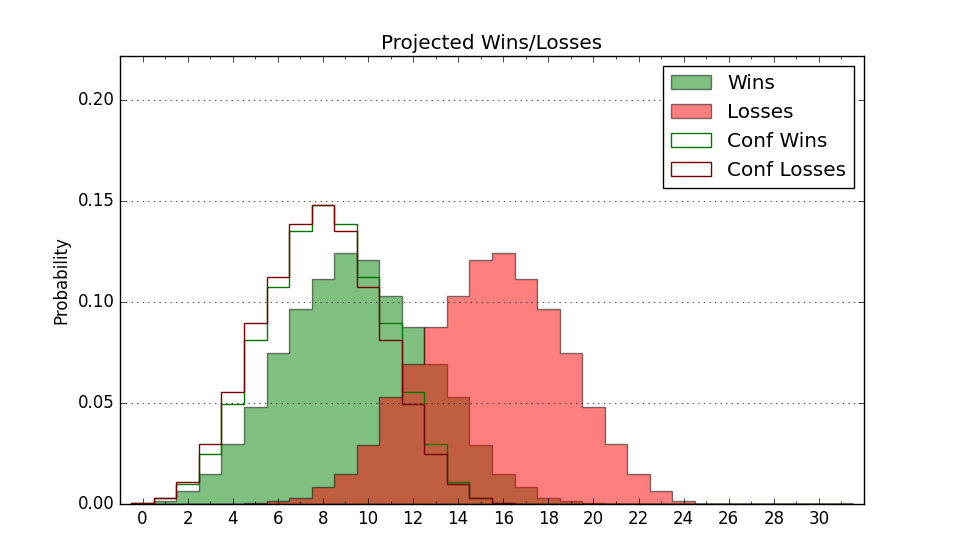 Projected Wins/Losses
Wins
Losses
Conf Wins
Conf Losses
Probability
0.20
0.15
0.10
0.05
0.00
0 2 4 6 8 10 12 14 16 18 20 22 24 26 28 30